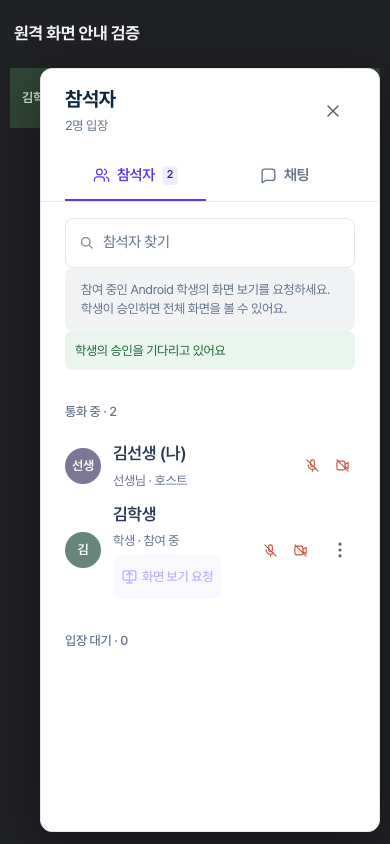 원격 화면 안내 검증
김학
참석자
2명 입장
참석자 2
채팅
참석자 찾기
참여 중인 Android 학생의 화면 보기를 요청하세요.
학생이 승인하면 전체 화면을 볼 수 있어요.
학생의 승인을 기다리고 있어요
통화 중 · 2
선생
김선생 (나)
선생님 · 호스트
김
김학생
학생 · 참여 중
화면 보기 요청
입장 대기 · 0